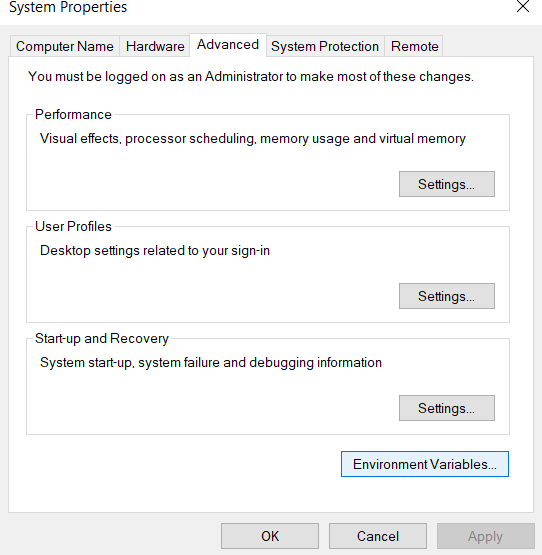 System Properties
Computer Name Hardware Advanced System Protection Remote
You must be logged on as an Administrator to make most of these changes.
Performance
Visual effects, processor scheduling, memory usage and virtual memory
Settings...
User Profiles
Desktop settings related to your sign-in
Settings...
Start-up and Recovery
System start-up, system failure and debugging information
Settings...
Environment Variables...
OK Cancel Apply